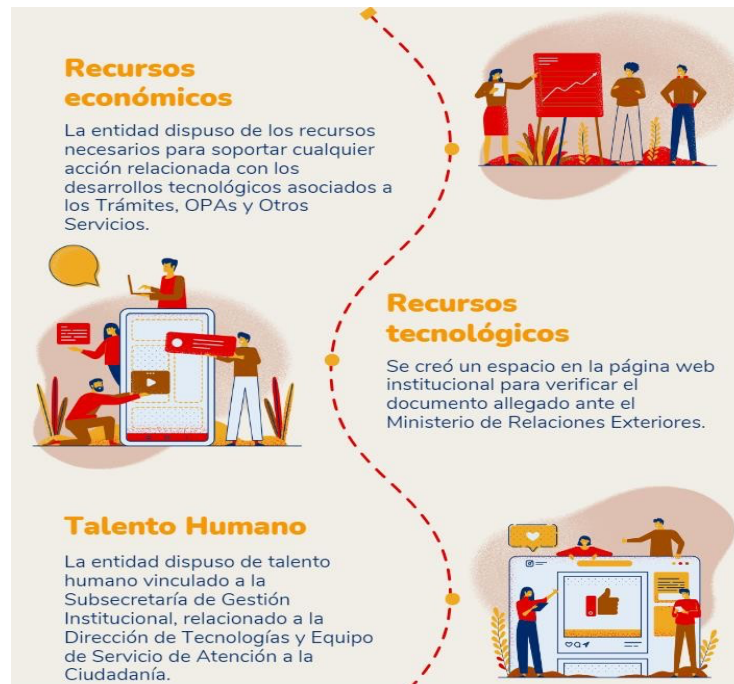 Recursos
económicos
La entidad dispuso de los recursos
necesarios para soportar cualquier
acción relacionada con los
desarrollos tecnológicos asociados a
los Trámites, OPAs y Otros
Servicios.
Recursos
tecnológicos
Se creó un espacio en la página web
institucional para verificar el
documento allegado ante el
Ministerio de Relaciones Exteriores.
Talento Humano
La entidad dispuso de talento
humano vinculado a la
Subsecretaría de Gestión
Institucional, relacionado a la
Dirección de Tecnologías y Equipo
de Servicio de Atención a la
Ciudadanía.